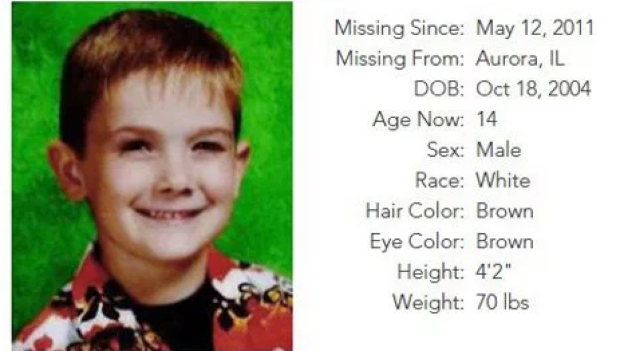 Missing Since: May 12, 2011
Missing From: Aurora, IL
DOB: Oct 18, 2004
Age Now: 14
Sex: Male
Race: White
Hair Color: Brown
Eye Color: Brown
Height: 4'2"
Weight: 70 lbs